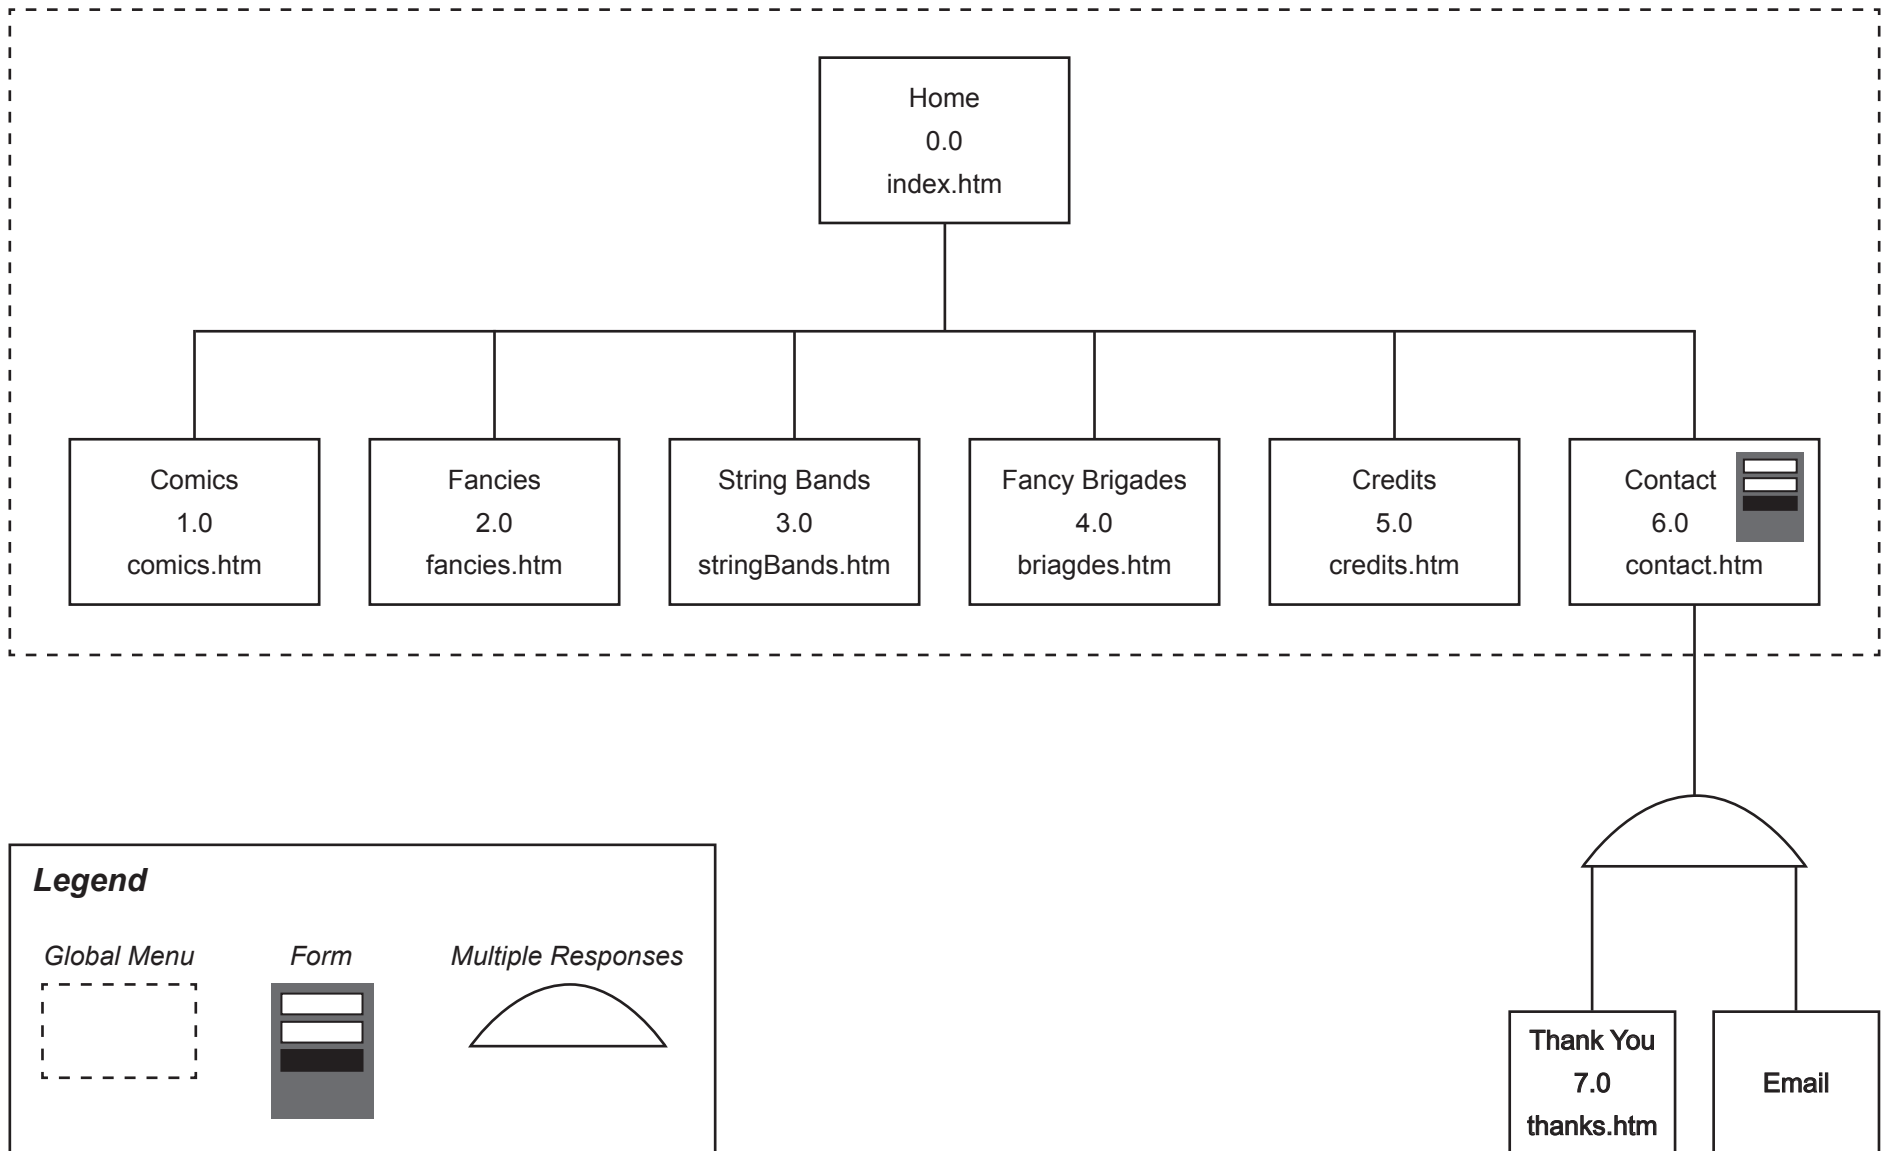 Home
0.0
index.htm
Comics
1.0
comics.htm
Fancies
2.0
fancies.htm
String Bands
3.0
stringBands.htm
Fancy Brigades
4.0
briagdes.htm
Credits
5.0
credits.htm
Contact
6.0
contact.htm
Legend
Global Menu
Form
Multiple Responses
Thank You
7.0
thanks.htm
Email